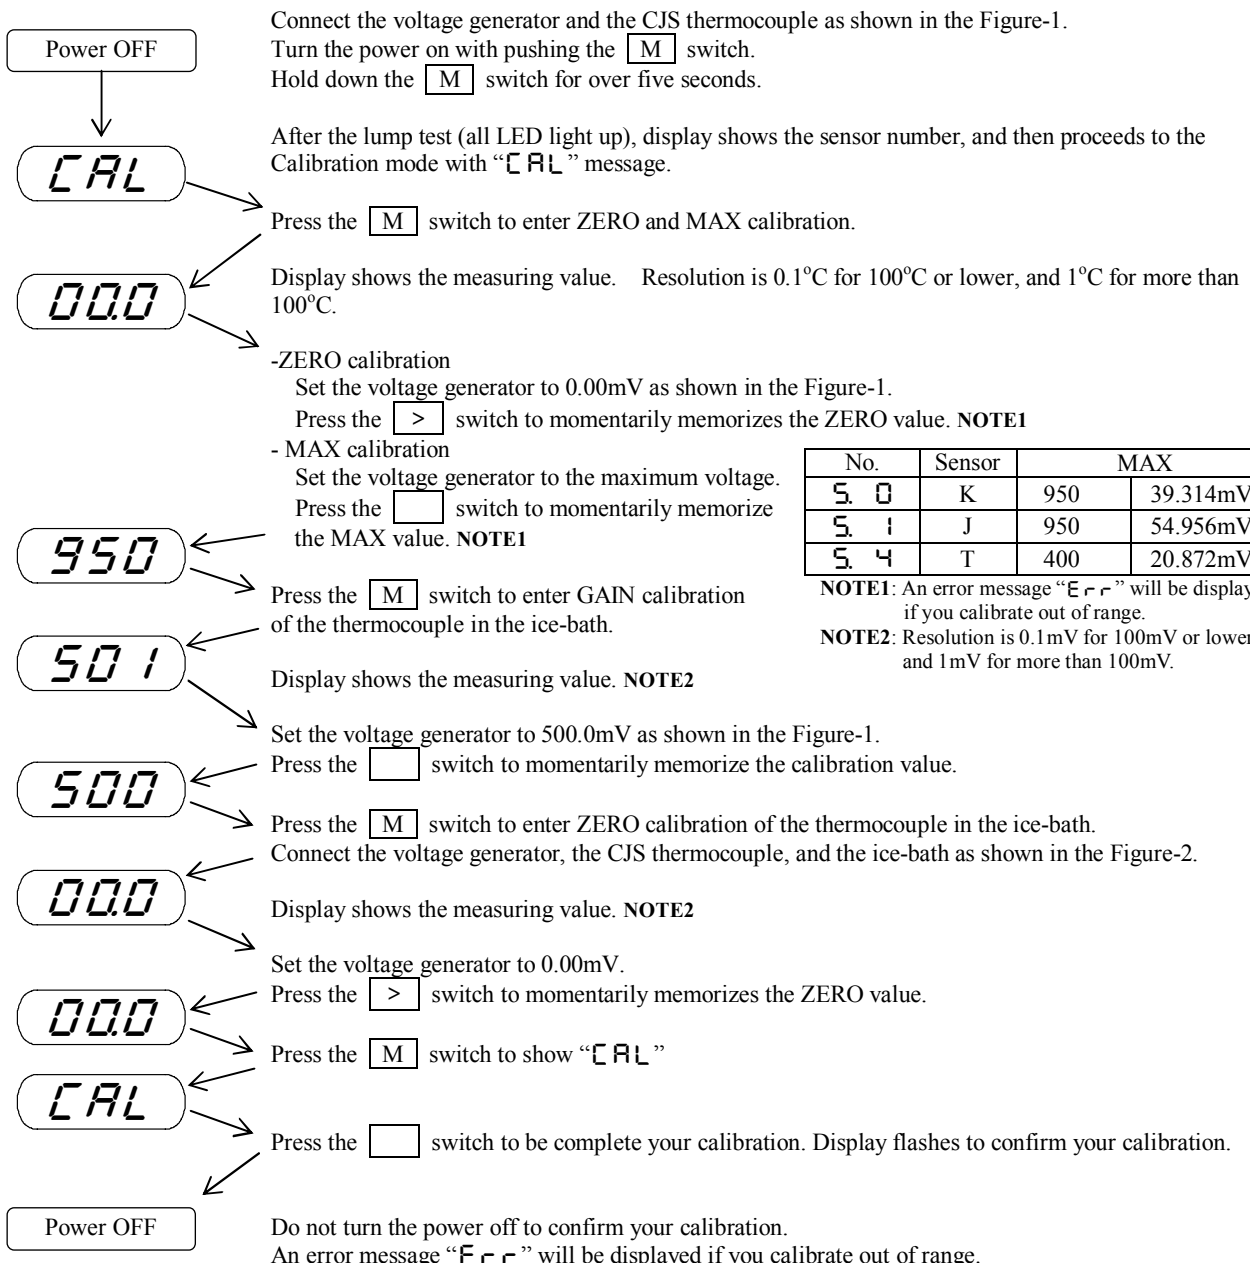 Connect the voltage generator and the CJS thermocouple as shown in the Figure-1.
Power OFF
Turn the power on with pushing the M switch.
Hold down the M switch for over five seconds.
After the lump test (all LED light up), display shows the sensor number, and then proceeds to the
Calibration mode with “CAL” message.
CAL
Press the M switch to enter ZERO and MAX calibration.
Display shows the measuring value. Resolution is 0.1°C for 100°C or lower, and 1°C for more than
100°C.
00.0
-ZERO calibration
Set the voltage generator to 0.00mV as shown in the Figure-1.
Press the > switch to momentarily memorizes the ZERO value. NOTE1
- MAX calibration
Set the voltage generator to the maximum voltage.
Press the switch to momentarily memorize
the MAX value. NOTE1
No. Sensor MAX
5. 0 K 950 39.314mV
5. 1 J 950 54.956mV
5. 4 T 400 20.872mV
NOTE1: An error message “Err” will be display
if you calibrate out of range.
NOTE2: Resolution is 0.1mV for 100mV or lower
and 1mV for more than 100mV.
950
Press the M switch to enter GAIN calibration
of the thermocouple in the ice-bath.
501
Display shows the measuring value. NOTE2
Set the voltage generator to 500.0mV as shown in the Figure-1.
Press the switch to momentarily memorize the calibration value.
500
Press the M switch to enter ZERO calibration of the thermocouple in the ice-bath.
Connect the voltage generator, the CJS thermocouple, and the ice-bath as shown in the Figure-2.
00.0
Display shows the measuring value. NOTE2
Set the voltage generator to 0.00mV.
Press the > switch to momentarily memorizes the ZERO value.
00.0
Press the M switch to show “CAL”
CAL
Press the switch to be complete your calibration. Display flashes to confirm your calibration.
Power OFF
Do not turn the power off to confirm your calibration.
An error message “Err” will be displayed if you calibrate out of range.